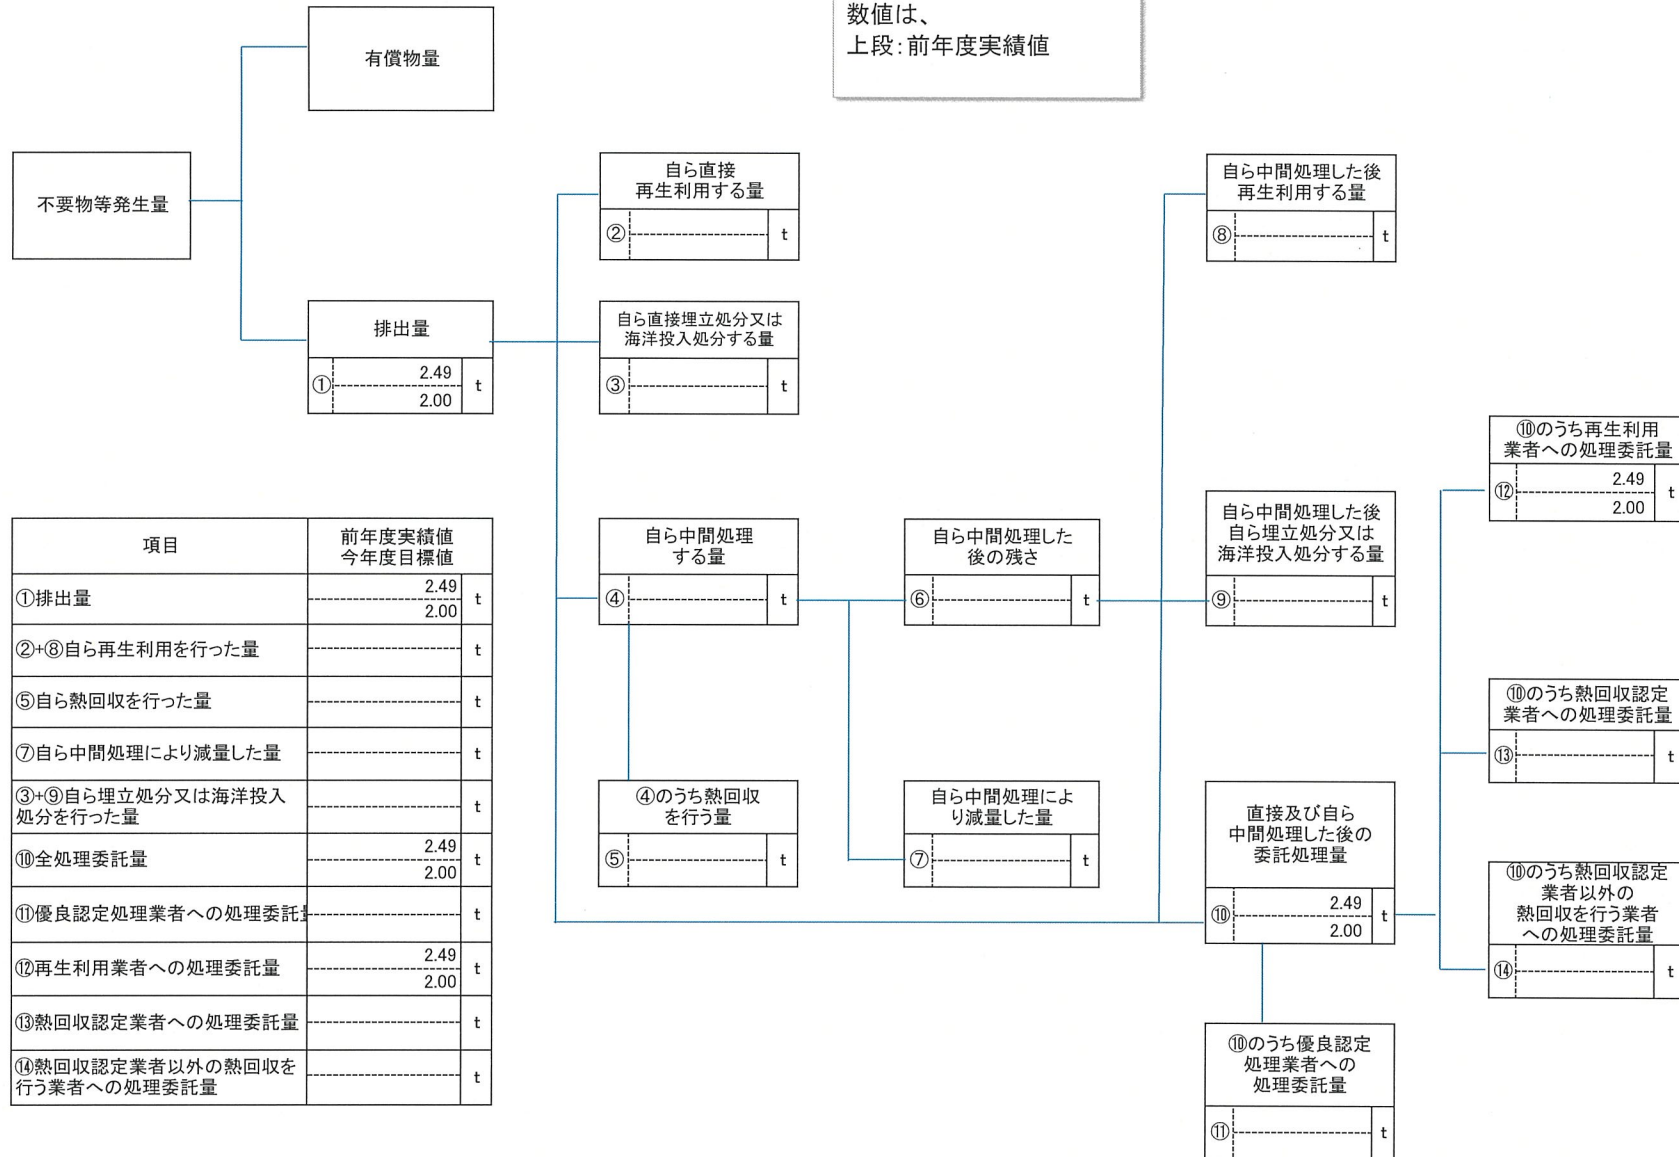 数値は、
上段：前年度実績値
有償物量
不要物等発生量
排出量
① 2.49 t
2.00
自ら直接
再生利用する量
② t
自ら直接埋立処分又は
海洋投入処分する量
③ t
自ら中間処理
する量
④ t
④のうち熱回収
を行う量
⑤ t
自ら中間処理した
後の残さ
⑥ t
自ら中間処理によ
り減量した量
⑦ t
自ら中間処理した後
再生利用する量
⑧ t
自ら中間処理した後
自ら埋立処分又は
海洋投入処分する量
⑨ t
直接及び自ら
中間処理した後の
委託処理量
⑩ 2.49 t
2.00
⑩のうち優良認定
処理業者への
処理委託量
⑪ t
⑩のうち再生利用
業者への処理委託量
⑫ 2.49 t
2.00
⑩のうち熱回収認定
業者への処理委託量
⑬ t
⑩のうち熱回収認定
業者以外の
熱回収を行う業者
への処理委託量
⑭ t
項目 前年度実績値
今年度目標値
①排出量 2.49 t
2.00
②+⑧自ら再生利用を行った量 t
⑤自ら熱回収を行った量 t
⑦自ら中間処理により減量した量 t
③+⑨自ら埋立処分又は海洋投入
処分を行った量 t
⑩全処理委託量 2.49 t
2.00
⑪優良認定処理業者への処理委託 t
⑫再生利用業者への処理委託量 2.49 t
2.00
⑬熱回収認定業者への処理委託量 t
⑭熱回収認定業者以外の熱回収を
行う業者への処理委託量 t